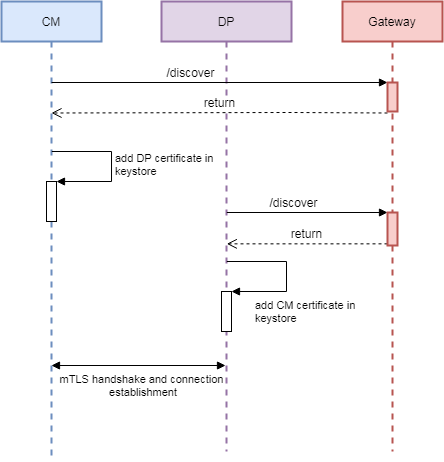 CM
DP
Gateway
/discover
return
add DP certificate in
keystore
/discover
return
add CM certificate in
keystore
mTLS handshake and connection
establishment